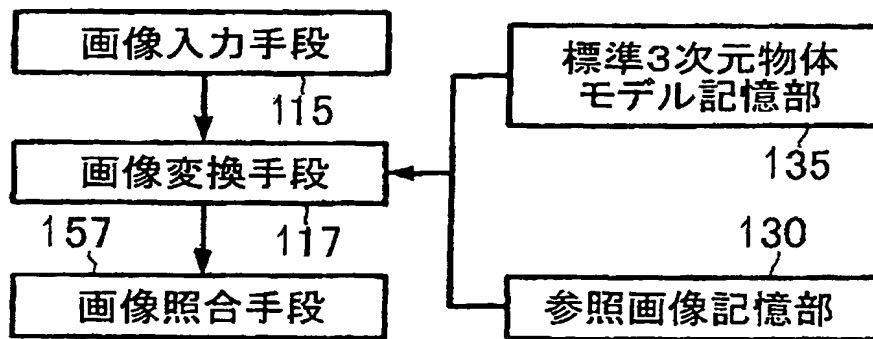 画像入力手段
115
画像変換手段
117
157
画像照合手段
標準3次元物体
モデル記憶部
135
130
参照画像記憶部